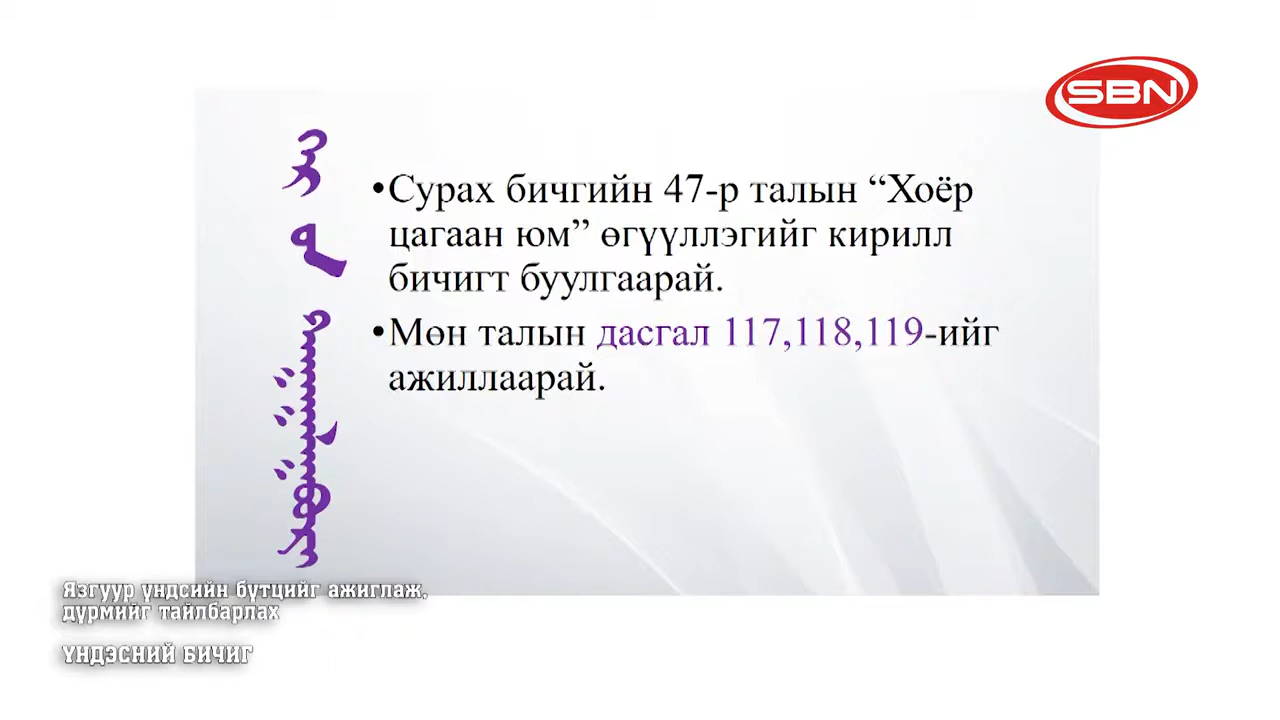 SBN
•Сурах бичгийн 47-р талын “Хоёр
цагаан юм” өгүүллэгийг кирилл
бичигт буулгаарай.
•Мөн талын дасгал 117,118,119-ийг
ажиллаарай.
Язгуур үндсийн бүтцийг ажиглаж,
дүрмийг тайлбарлах
ҮНДЭСНИЙ БИЧИГ